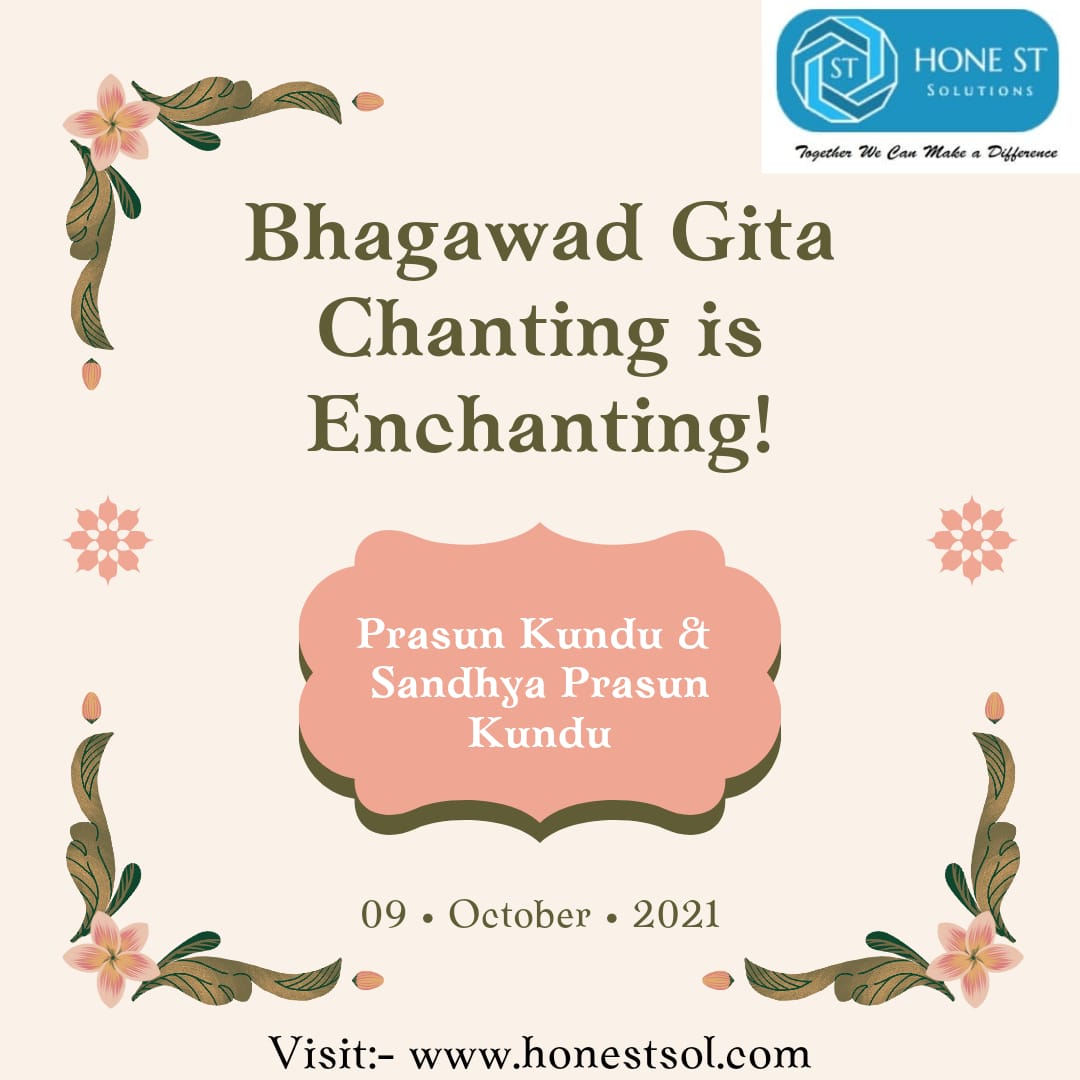 ST
HONE ST
SOLUTIONS
Together We Can Make a Difference
Bhagawad Gita
Chanting is
Enchanting!
Prasun Kundu &
Sandhya Prasun
Kundu
09 • October • 2021
Visit:- www.honestsol.com